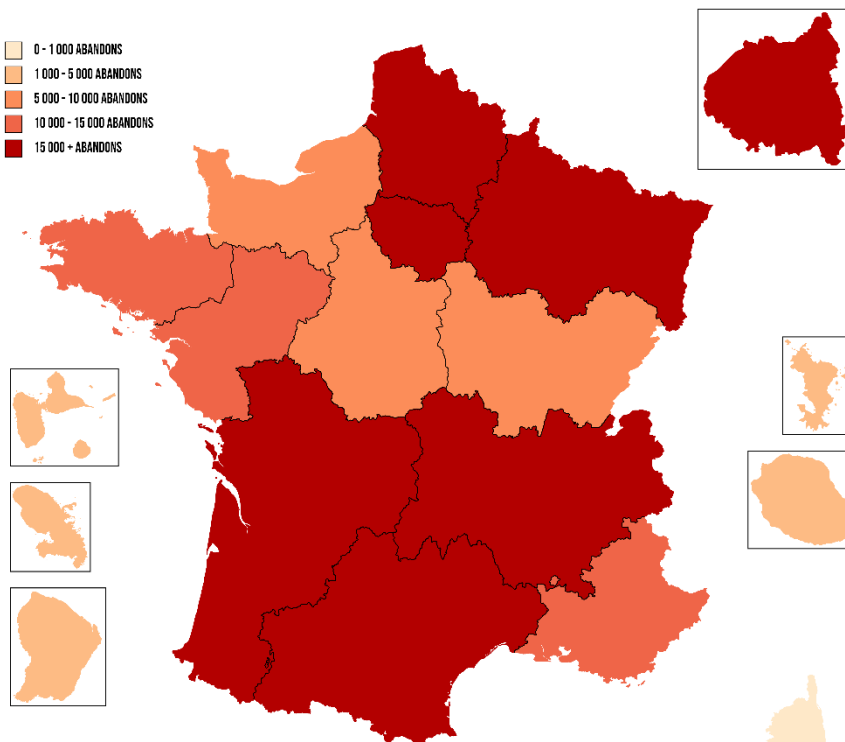 0 - 1 000 ABANDONS
1 000 - 5 000 ABANDONS
5 000 - 10 000 ABANDONS
10 000 - 15 000 ABANDONS
15 000 + ABANDONS